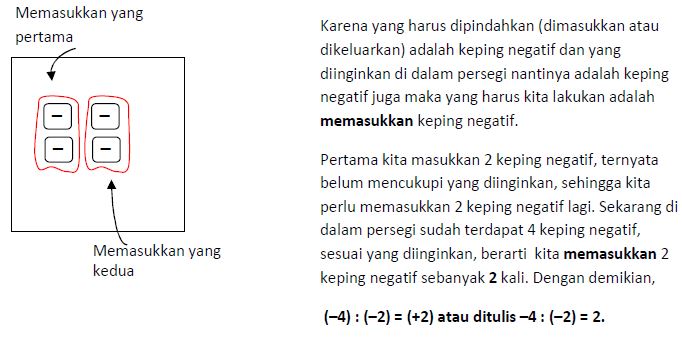 Memasukkan yang
pertama
–
–
–
–
Memasukkan yang
kedua
Karena yang harus dipindahkan (dimasukkan atau
dikeluarkan) adalah keping negatif dan yang
diinginkan di dalam persegi nantinya adalah keping
negatif juga maka yang harus kita lakukan adalah
memasukkan keping negatif.
Pertama kita masukkan 2 keping negatif, ternyata
belum mencukupi yang diinginkan, sehingga kita
perlu memasukkan 2 keping negatif lagi. Sekarang di
dalam persegi sudah terdapat 4 keping negatif,
sesuai yang diinginkan, berarti kita memasukkan 2
keping negatif sebanyak 2 kali. Dengan demikian,
(–4) : (–2) = (+2) atau ditulis –4 : (–2) = 2.